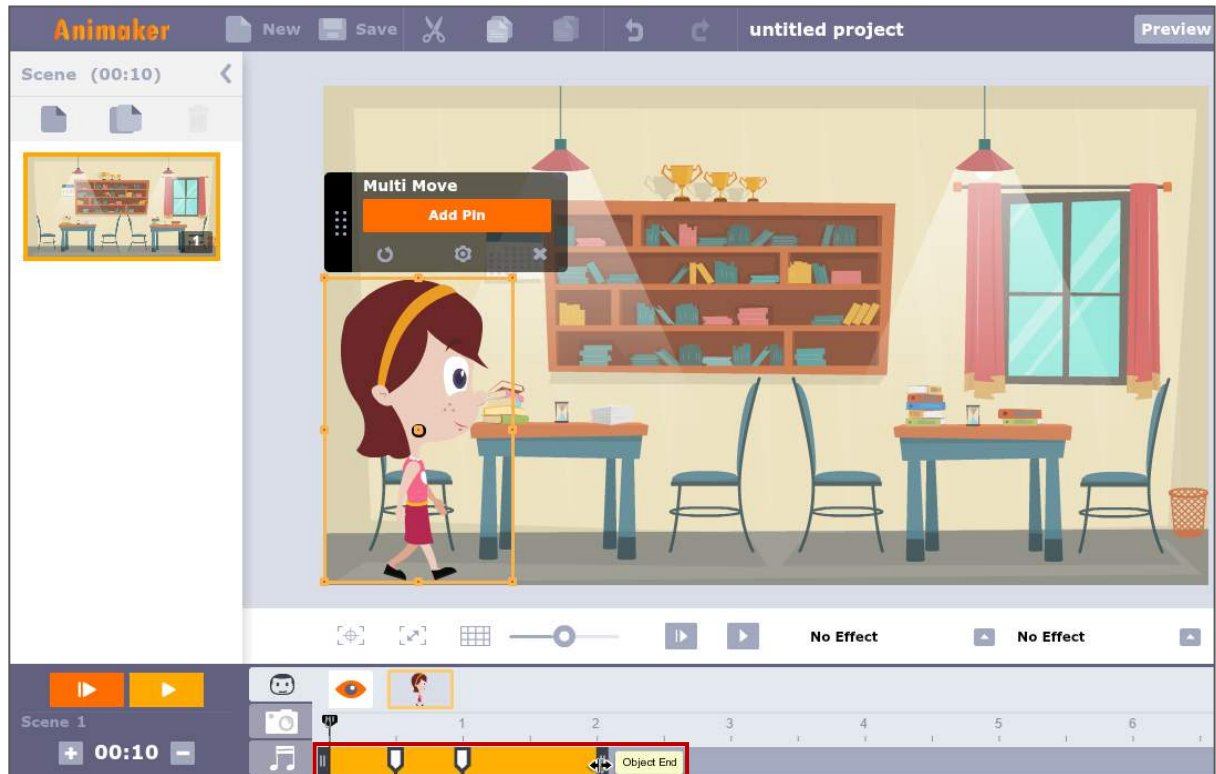 Animaker New Save untitled project Preview
Scene (00:10)
Multi Move
Add Pin
1
No Effect No Effect
Scene 1
1 2 3 4 5 6
00:10
Object End